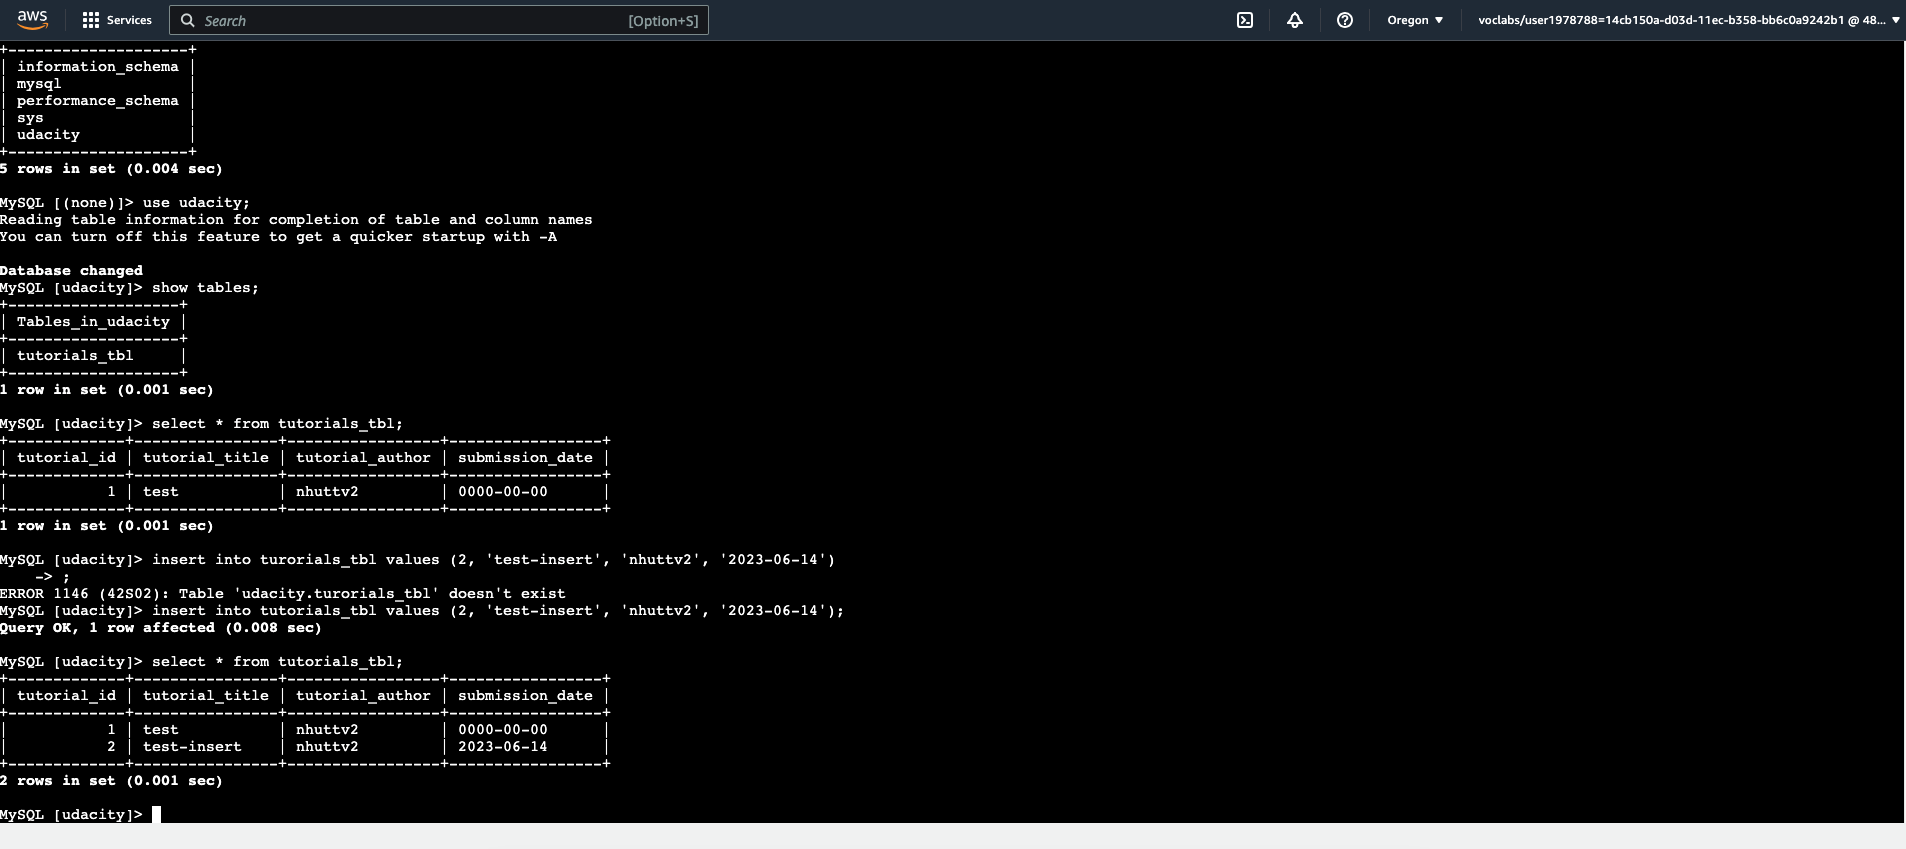 aws Services Search [Option+S] Oregon ▼ voclabs/user1978788=14cb150a-d03d-11ec-b358-bb6c0a9242b1 @ 48... ▼
+--------------------+
| information_schema |
| mysql              |
| performance_schema |
| sys                |
| udacity            |
+--------------------+
5 rows in set (0.004 sec)

MySQL [(none)]> use udacity;
Reading table information for completion of table and column names
You can turn off this feature to get a quicker startup with -A

Database changed
MySQL [udacity]> show tables;
+-------------------+
| Tables_in_udacity |
+-------------------+
| tutorials_tbl     |
+-------------------+
1 row in set (0.001 sec)

MySQL [udacity]> select * from tutorials_tbl;
+-------------+----------------+-----------------+-----------------+
| tutorial_id | tutorial_title | tutorial_author | submission_date |
+-------------+----------------+-----------------+-----------------+
|           1 | test           | nhuttv2         | 0000-00-00      |
+-------------+----------------+-----------------+-----------------+
1 row in set (0.001 sec)

MySQL [udacity]> insert into turorials_tbl values (2, 'test-insert', 'nhuttv2', '2023-06-14')
    -> ;
ERROR 1146 (42S02): Table 'udacity.turorials_tbl' doesn't exist
MySQL [udacity]> insert into tutorials_tbl values (2, 'test-insert', 'nhuttv2', '2023-06-14');
Query OK, 1 row affected (0.008 sec)

MySQL [udacity]> select * from tutorials_tbl;
+-------------+----------------+-----------------+-----------------+
| tutorial_id | tutorial_title | tutorial_author | submission_date |
+-------------+----------------+-----------------+-----------------+
|           1 | test           | nhuttv2         | 0000-00-00      |
|           2 | test-insert    | nhuttv2         | 2023-06-14      |
+-------------+----------------+-----------------+-----------------+
2 rows in set (0.001 sec)

MySQL [udacity]>